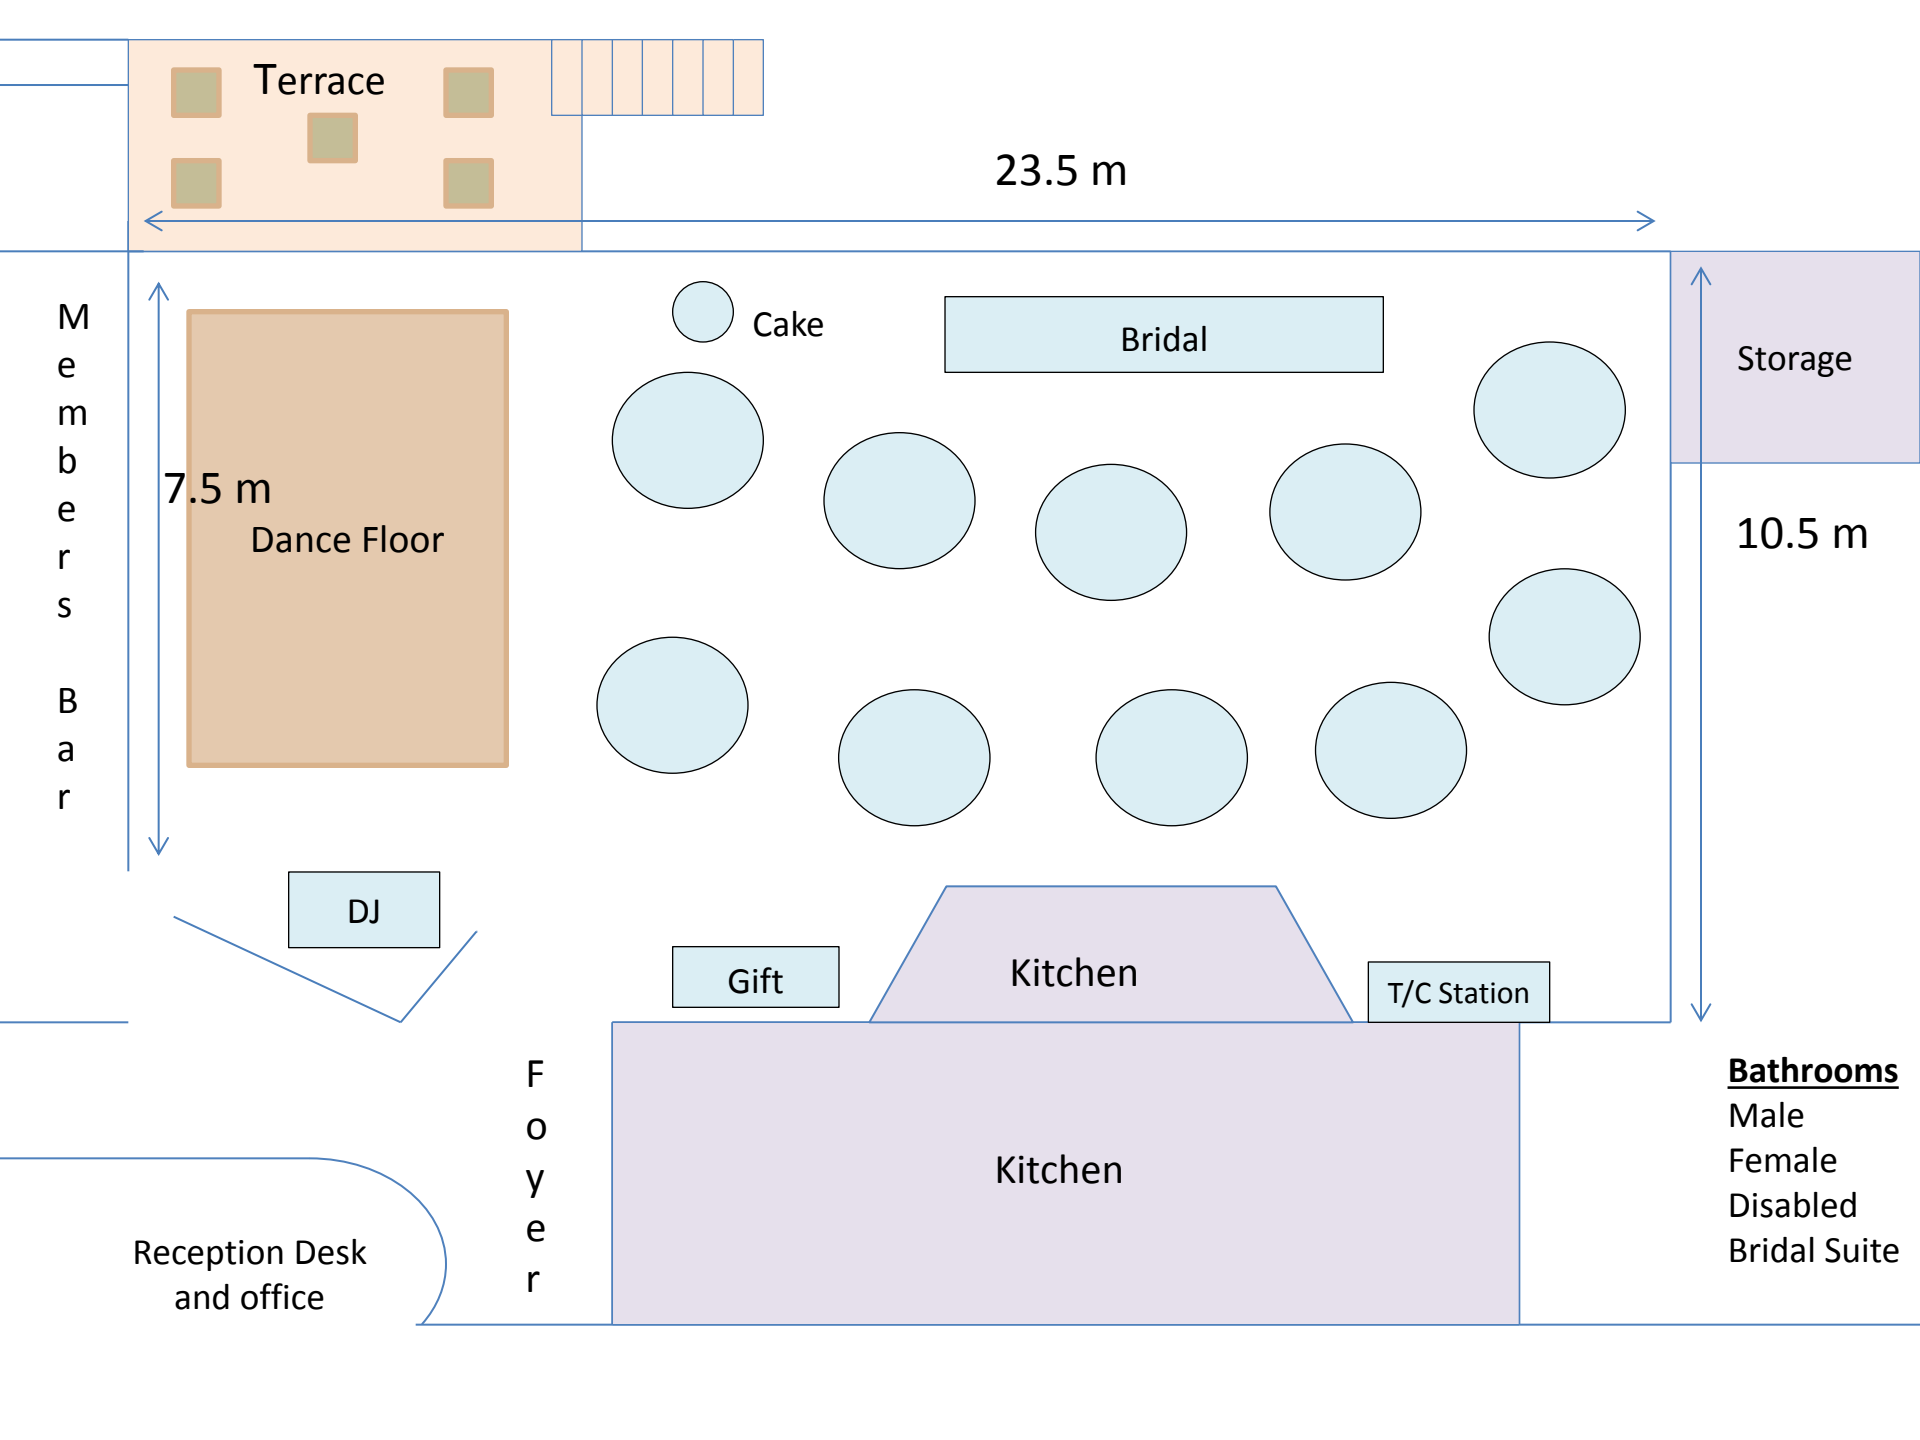 Terrace
23.5 m
Members Bar
Cake
Bridal
Storage
7.5 m
Dance Floor
10.5 m
DJ
Gift
Kitchen
T/C Station
Foyer
Kitchen
Bathrooms
Male
Female
Disabled
Bridal Suite
Reception Desk
and office